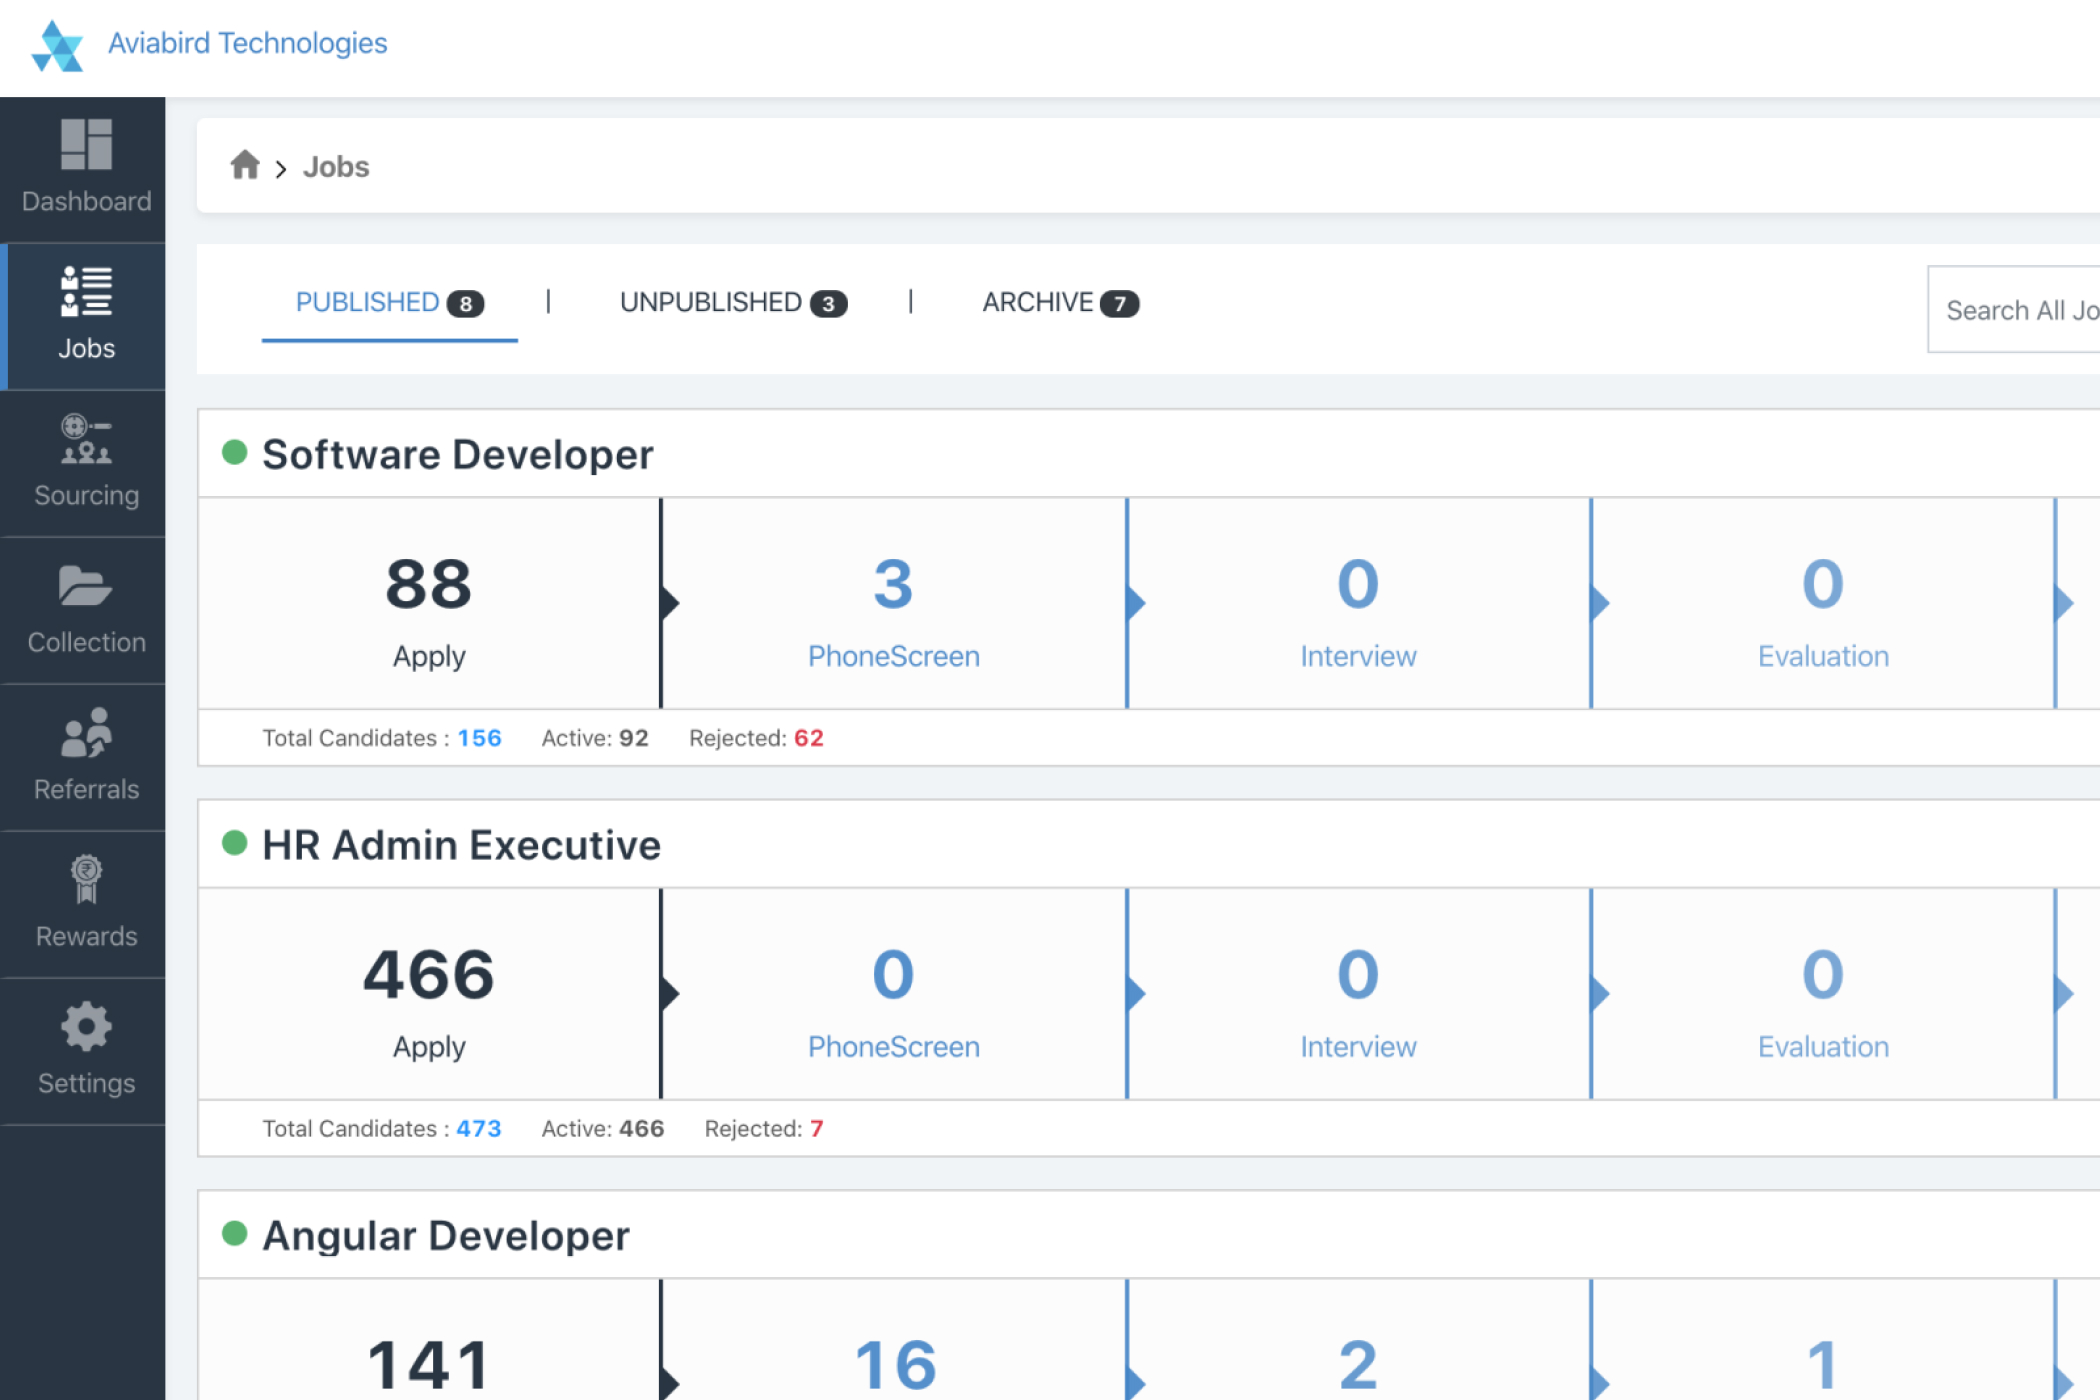 Aviabird Technologies
Dashboard
Jobs
Sourcing
Collection
Referrals
Rewards
Settings
Jobs
PUBLISHED 8 | UNPUBLISHED 3 | ARCHIVE 7
Search All Jo
Software Developer
88 3 0 0
Apply PhoneScreen Interview Evaluation
Total Candidates : 156 Active: 92 Rejected: 62
HR Admin Executive
466 0 0 0
Apply PhoneScreen Interview Evaluation
Total Candidates : 473 Active: 466 Rejected: 7
Angular Developer
141 16 2 1